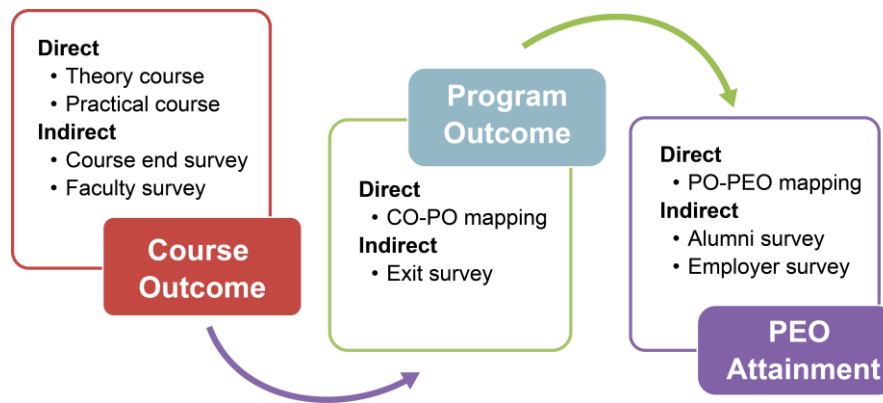 Direct
• Theory course
• Practical course
Indirect
• Course end survey
• Faculty survey
Course
Outcome
Program
Outcome
Direct
• CO-PO mapping
Indirect
• Exit survey
Direct
• PO-PEO mapping
Indirect
• Alumni survey
• Employer survey
PEO
Attainment